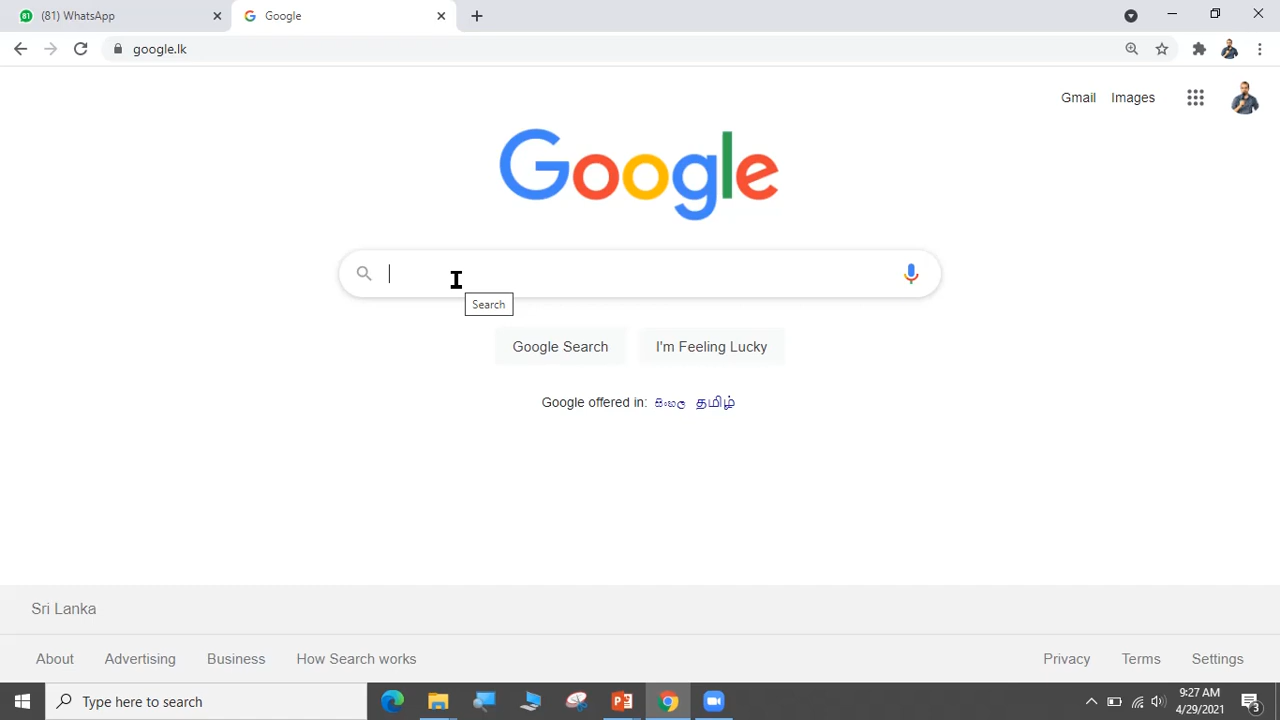 (81) WhatsApp
Google
google.lk
Gmail Images
Google
Search
Google Search I'm Feeling Lucky
Google offered in: සිංහල தமிழ்
Sri Lanka
About Advertising Business How Search works Privacy Terms Settings
Type here to search
9:27 AM
4/29/2021
3